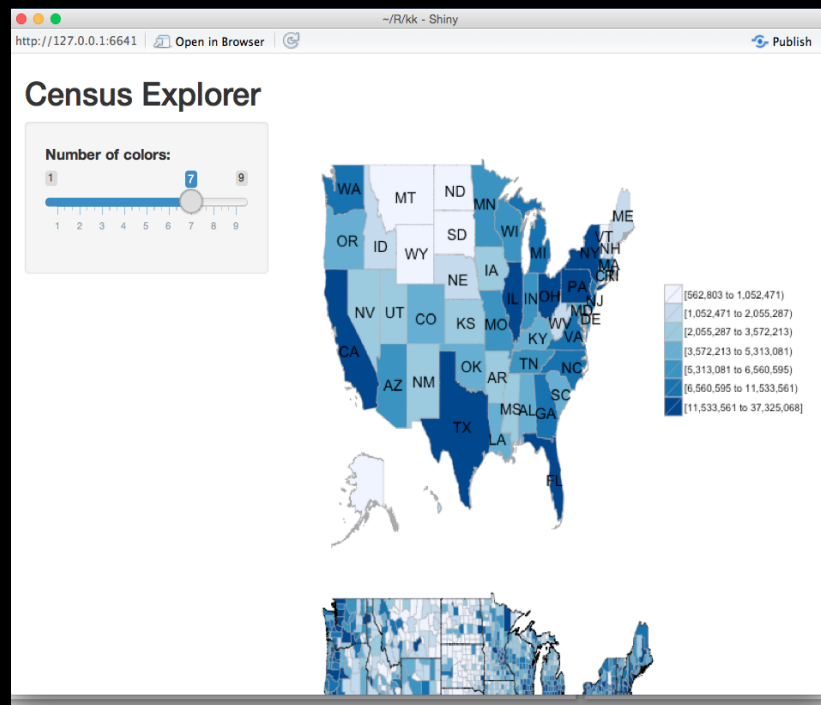 ~/R/kk - Shiny
http://127.0.0.1:6641
Open in Browser
Publish
Census Explorer
Number of colors:
1 7 9
1 2 3 4 5 6 7 8 9
WA
MT
ND
MN
ME
OR
ID
SD
WI
VT
NH
WY
MI
NY
MA
CT
RI
NE
IA
PA
NJ
NV
UT
CO
IL
IN
OH
MD
DE
KS
MO
WV
VA
KY
CA
OK
TN
NC
AZ
NM
AR
SC
MS
AL
GA
TX
LA
FL
[562,803 to 1,052,471)
[1,052,471 to 2,055,287)
[2,055,287 to 3,572,213)
[3,572,213 to 5,313,081)
[5,313,081 to 6,560,595)
[6,560,595 to 11,533,561)
[11,533,561 to 37,325,068]